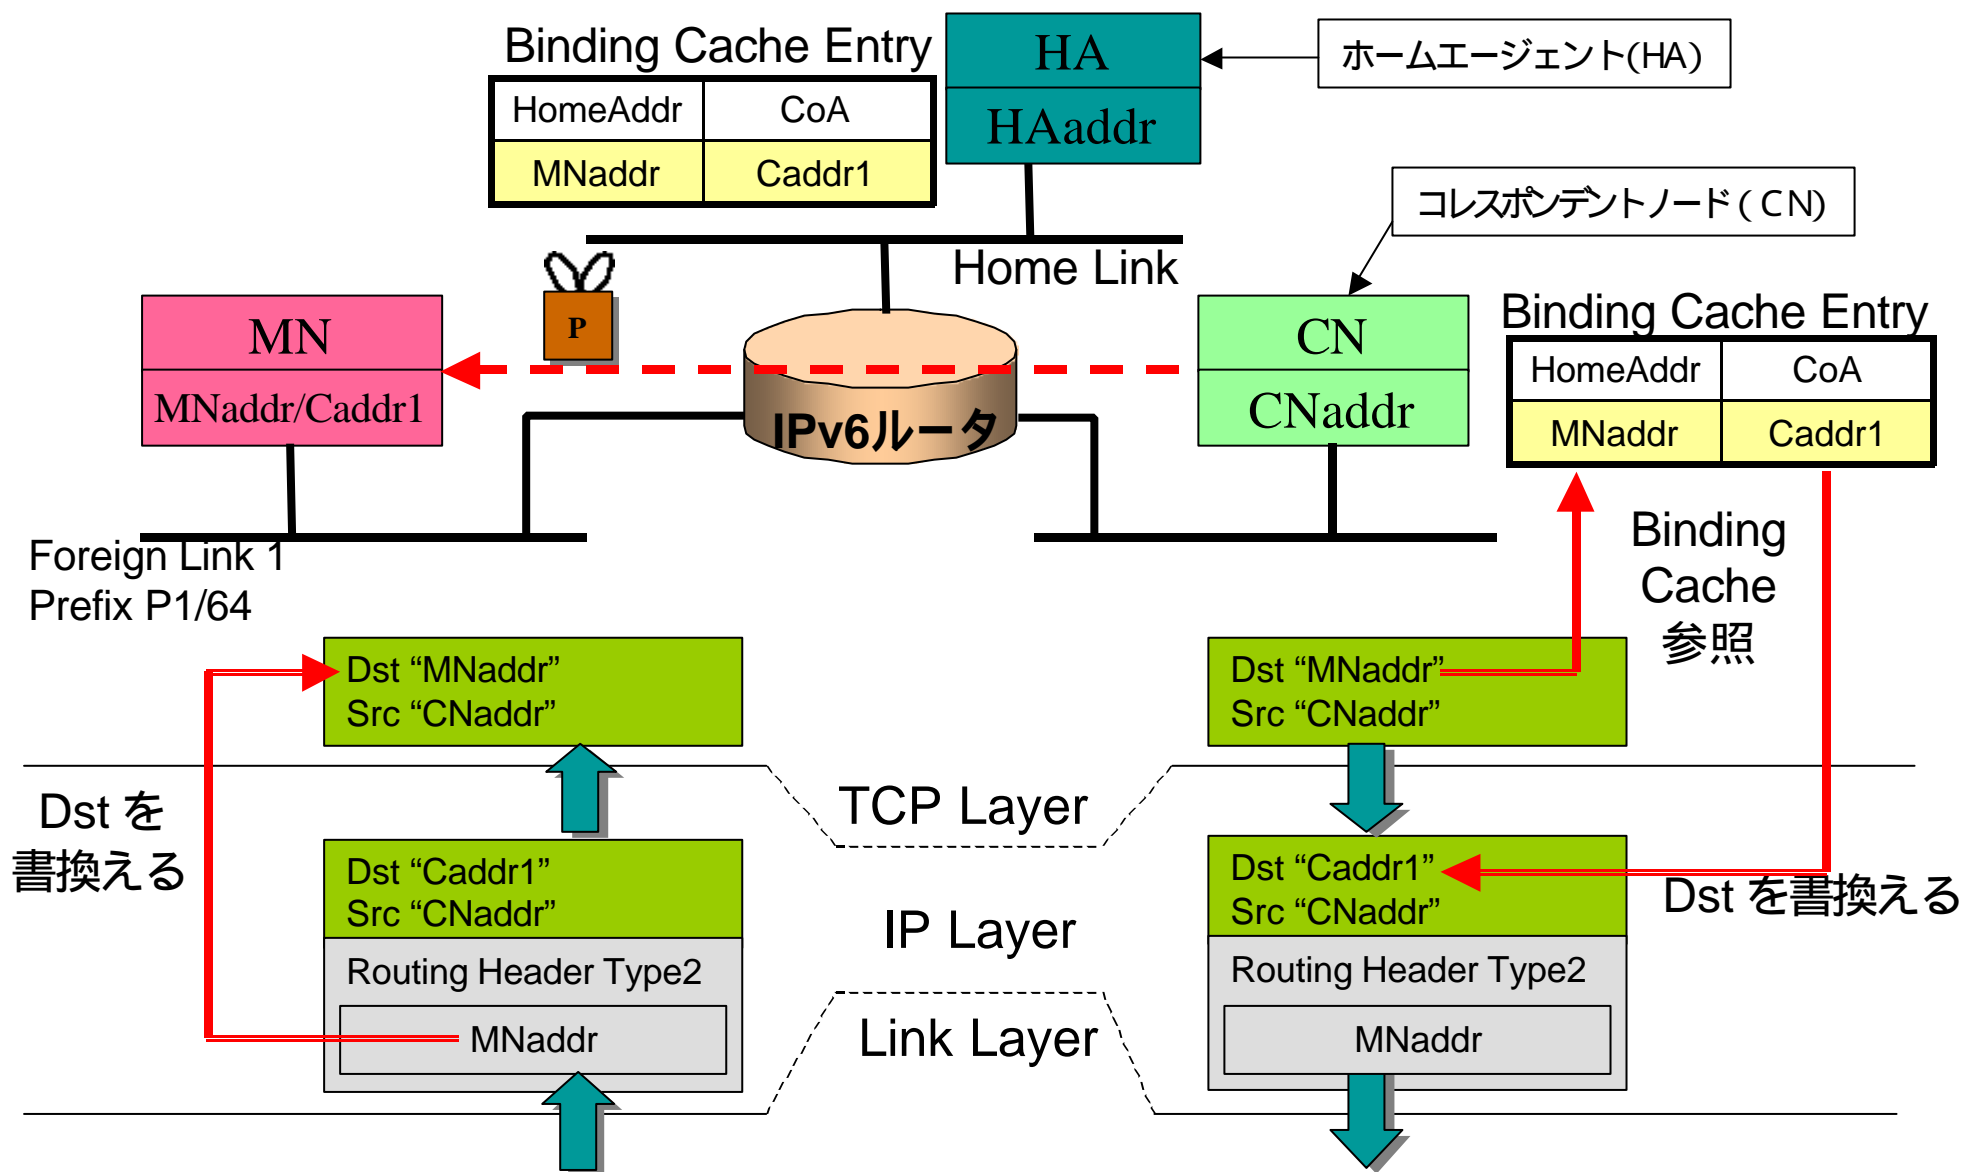 Binding Cache Entry
HomeAddr CoA
MNaddr Caddr1
HA
HAaddr
ホームエージェント(HA)
コレスポンデントノード(CN)
Home Link
P
MN
MNaddr/Caddr1
IPv6ルータ
CN
CNaddr
Binding Cache Entry
HomeAddr CoA
MNaddr Caddr1
Foreign Link 1
Prefix P1/64
Binding
Cache
参照
Dst “MNaddr”
Src “CNaddr”
Dst “MNaddr”
Src “CNaddr”
Dst を
書換える
TCP Layer
Dst “Caddr1”
Src “CNaddr”
Routing Header Type2
MNaddr
IP Layer
Link Layer
Dst “Caddr1”
Src “CNaddr”
Routing Header Type2
MNaddr
Dst を書換える